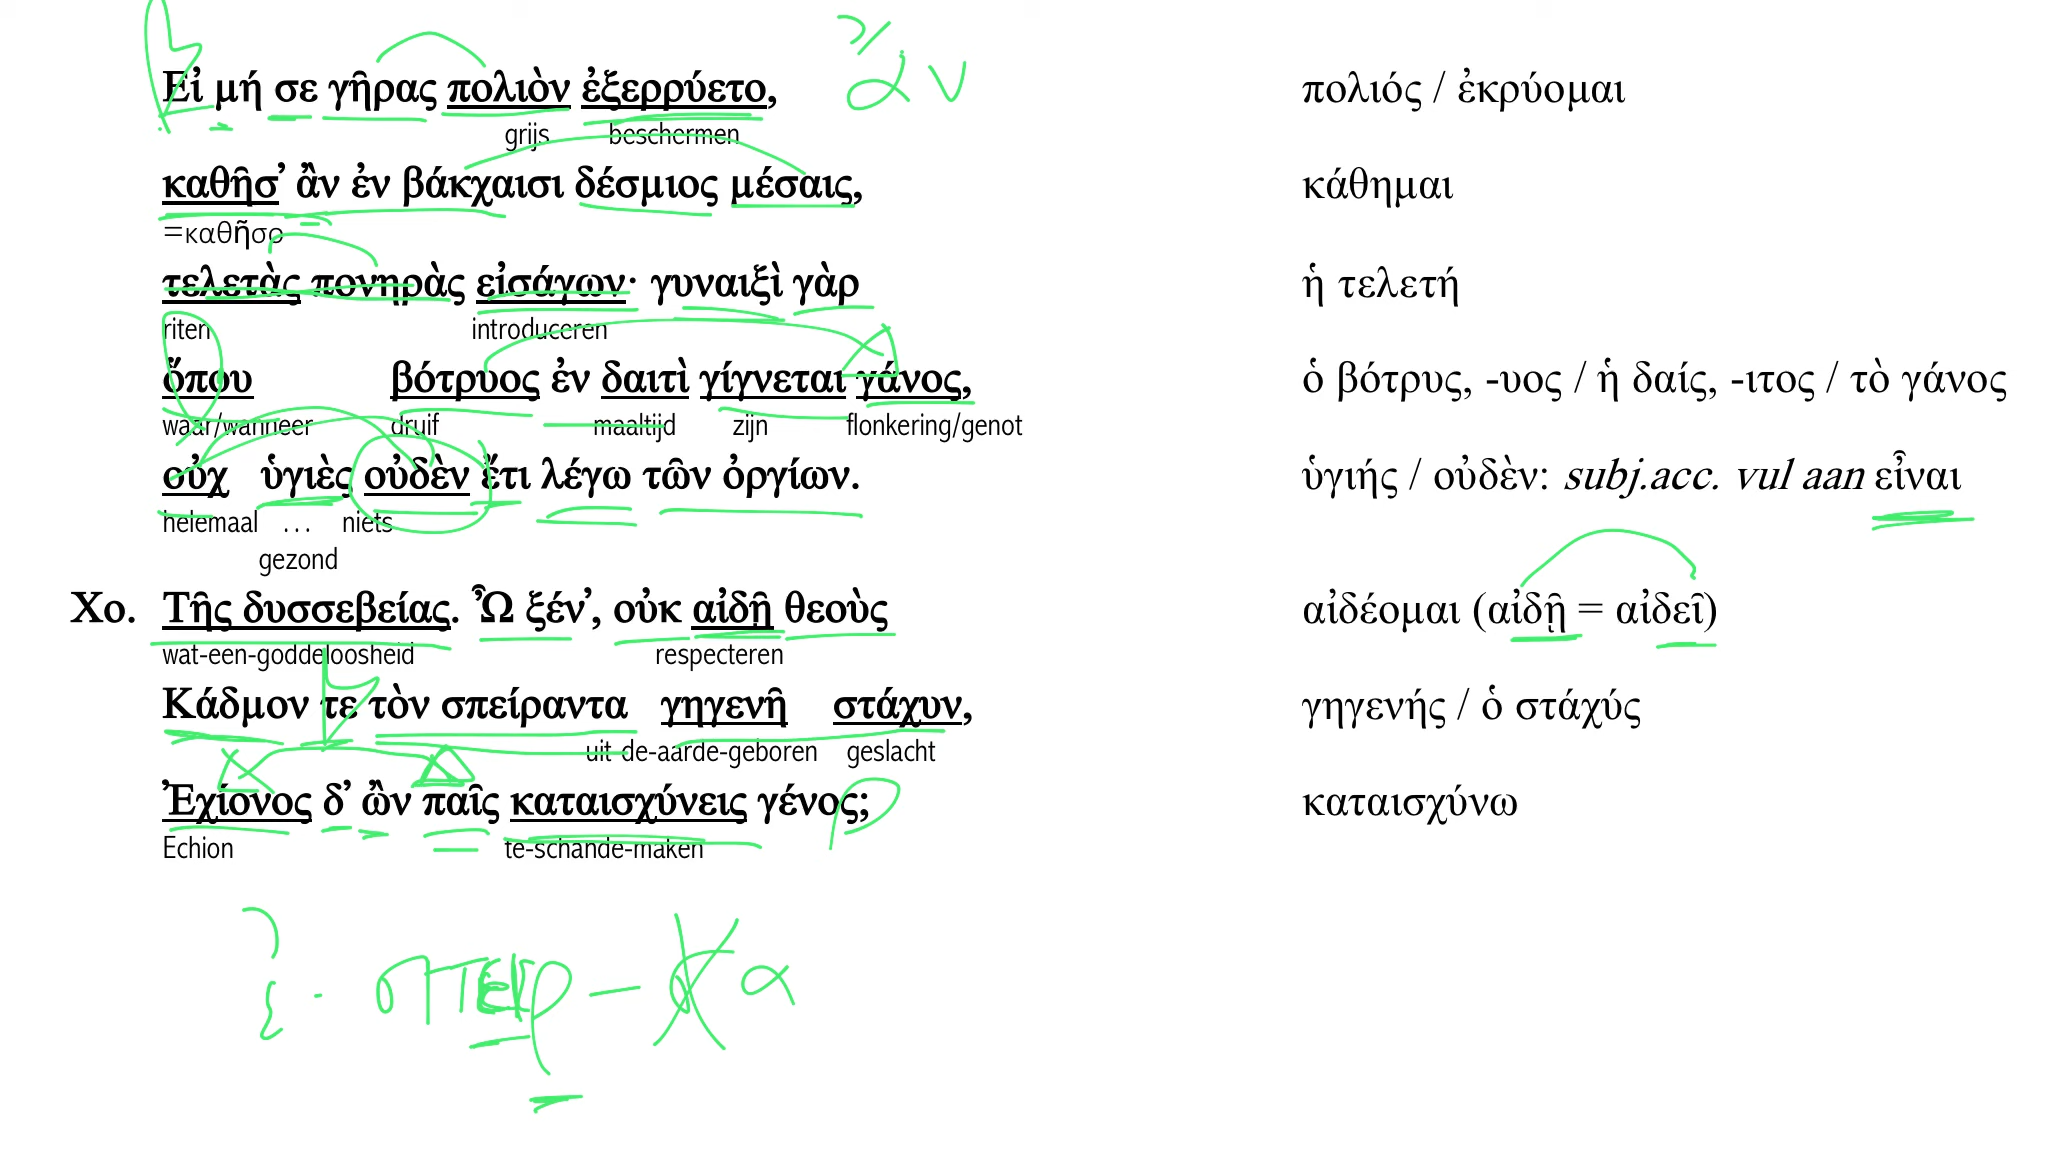 Εἰ μή σε γῆρας πολιὸν ἐξερρύετο, ἄν πολιός / ἐκρύομαι
grijs beschermen
καθῆσ’ ἂν ἐν βάκχαισι δέσμιος μέσαις, κάθημαι
=καθῆσο
τελετὰς πονηρὰς εἰσάγων· γυναιξὶ γὰρ ἡ τελετή
riten introduceren
ὅπου βότρυος ἐν δαιτὶ γίγνεται γάνος, ὁ βότρυς, -υος / ἡ δαίς, -ιτος / τὸ γάνος
waar/wanneer druif maaltijd zijn flonkering/genot
οὐχ ὑγιὲς οὐδὲν ἔτι λέγω τῶν ὀργίων. ὑγιής / οὐδὲν: subj.acc. vul aan εἶναι
helemaal ... niets
gezond
Χο. Τῆς δυσσεβείας. Ὦ ξέν’, οὐκ αἰδῇ θεοὺς αἰδέομαι (αἰδῇ = αἰδεῖ)
wat-een-goddeloosheid respecteren
Κάδμον τε τὸν σπείραντα γηγενῆ στάχυν, γηγενής / ὁ στάχύς
uit-de-aarde-geboren geslacht
Ἐχίονος δ’ ὢν παῖς καταισχύνεις γένος; καταισχύνω
Echion te-schande-maken